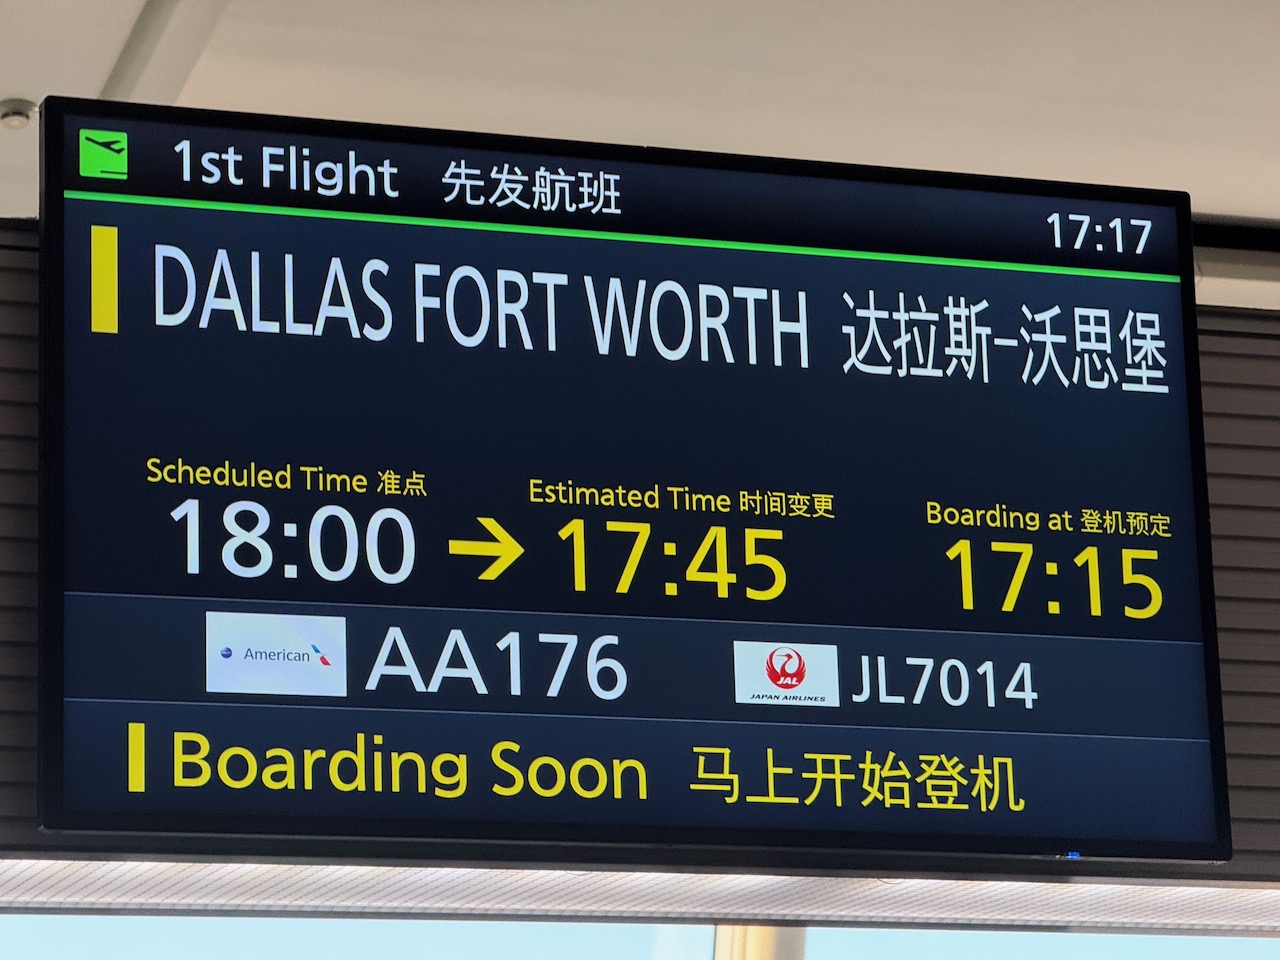 1st Flight 先发航班
17:17
DALLAS FORT WORTH 达拉斯-沃思堡
Scheduled Time 准点 Estimated Time 时间变更 Boarding at 登机预定
18:00 → 17:45 17:15
American AA176 JAL JAPAN AIRLINES JL7014
Boarding Soon 马上开始登机